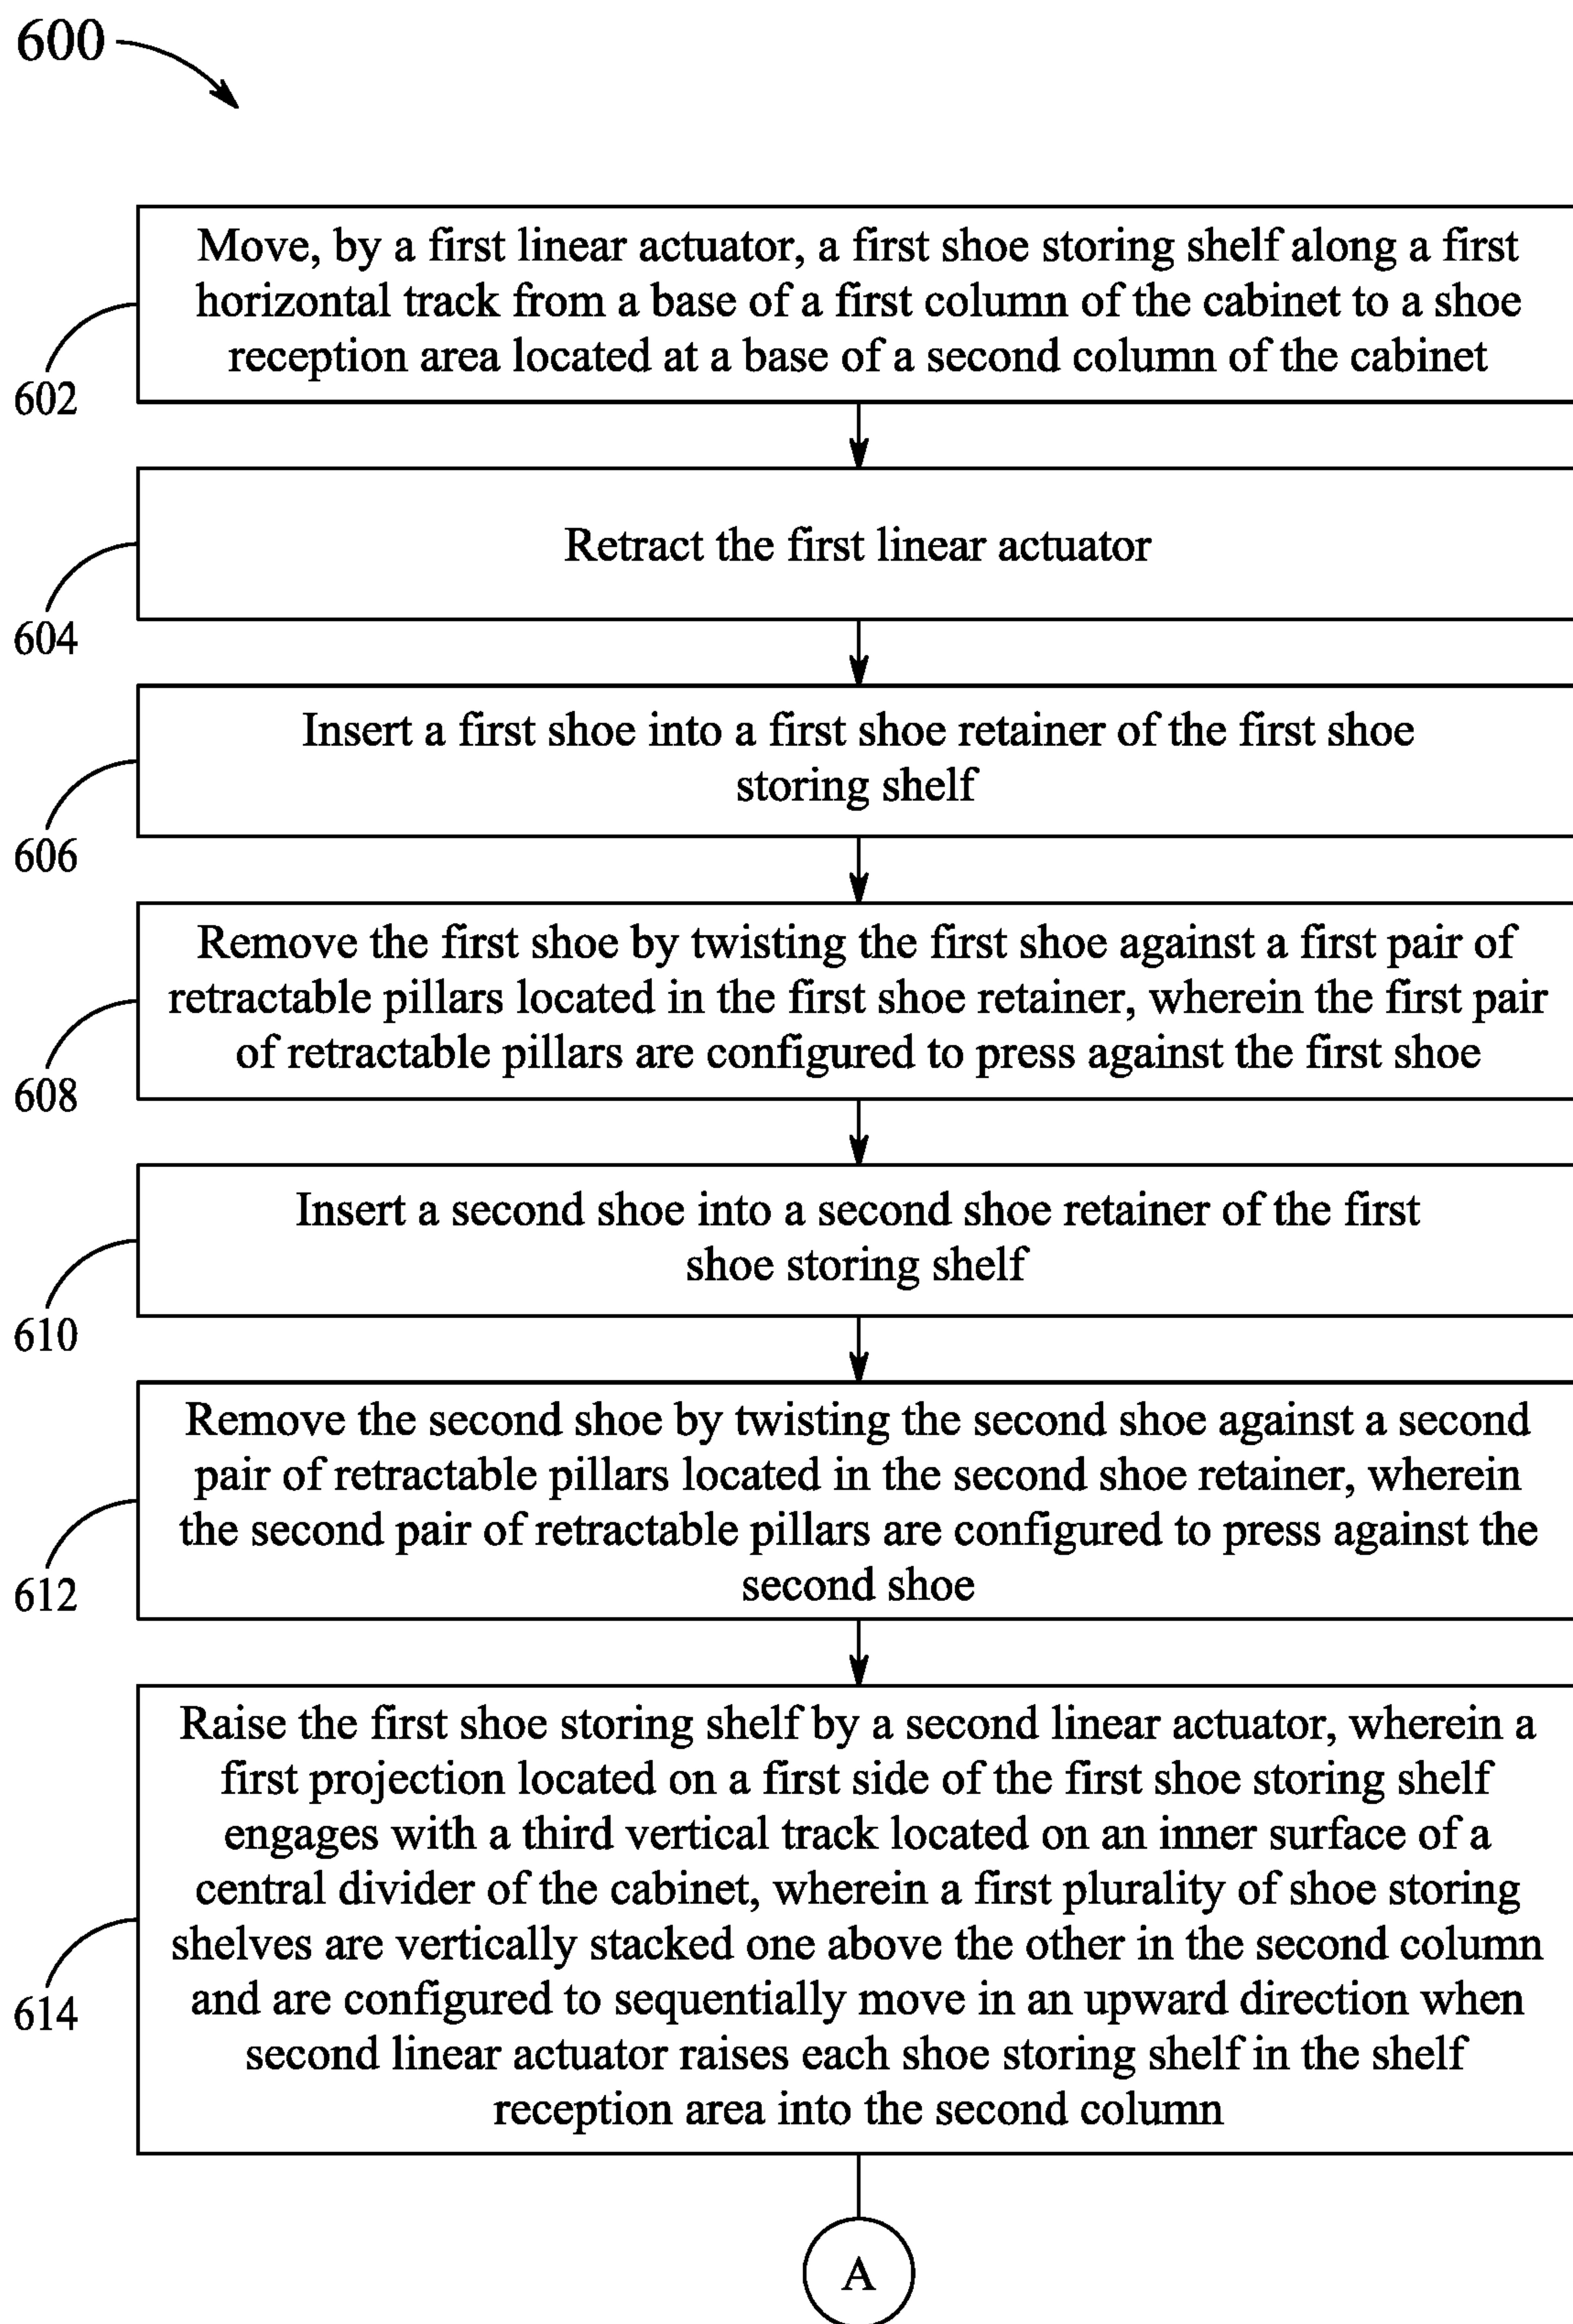 600
Move, by a first linear actuator, a first shoe storing shelf along a first
horizontal track from a base of a first column of the cabinet to a shoe
reception area located at a base of a second column of the cabinet
602
Retract the first linear actuator
604
Insert a first shoe into a first shoe retainer of the first shoe
storing shelf
606
Remove the first shoe by twisting the first shoe against a first pair of
retractable pillars located in the first shoe retainer, wherein the first pair
of retractable pillars are configured to press against the first shoe
608
Insert a second shoe into a second shoe retainer of the first
shoe storing shelf
610
Remove the second shoe by twisting the second shoe against a second
pair of retractable pillars located in the second shoe retainer, wherein
the second pair of retractable pillars are configured to press against the
second shoe
612
Raise the first shoe storing shelf by a second linear actuator, wherein a
first projection located on a first side of the first shoe storing shelf
engages with a third vertical track located on an inner surface of a
central divider of the cabinet, wherein a first plurality of shoe storing
shelves are vertically stacked one above the other in the second column
and are configured to sequentially move in an upward direction when
second linear actuator raises each shoe storing shelf in the shelf
reception area into the second column
614
A